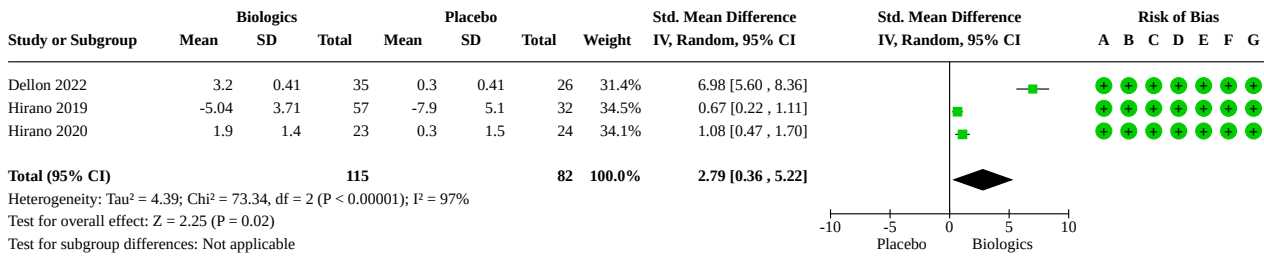 Biologics Placebo Std. Mean Difference Std. Mean Difference Risk of Bias
Study or Subgroup Mean SD Total Mean SD Total Weight IV, Random, 95% CI IV, Random, 95% CI A B C D E F G
Dellon 2022 3.2 0.41 35 0.3 0.41 26 31.4% 6.98 [5.60 , 8.36] + + + + + + +
Hirano 2019 -5.04 3.71 57 -7.9 5.1 32 34.5% 0.67 [0.22 , 1.11] + + + + + + +
Hirano 2020 1.9 1.4 23 0.3 1.5 24 34.1% 1.08 [0.47 , 1.70] + + + + + + +
Total (95% CI) 115 82 100.0% 2.79 [0.36 , 5.22]
Heterogeneity: Tau² = 4.39; Chi² = 73.34, df = 2 (P < 0.00001); I² = 97%
Test for overall effect: Z = 2.25 (P = 0.02)
-10 -5 0 5 10
Test for subgroup differences: Not applicable Placebo Biologics